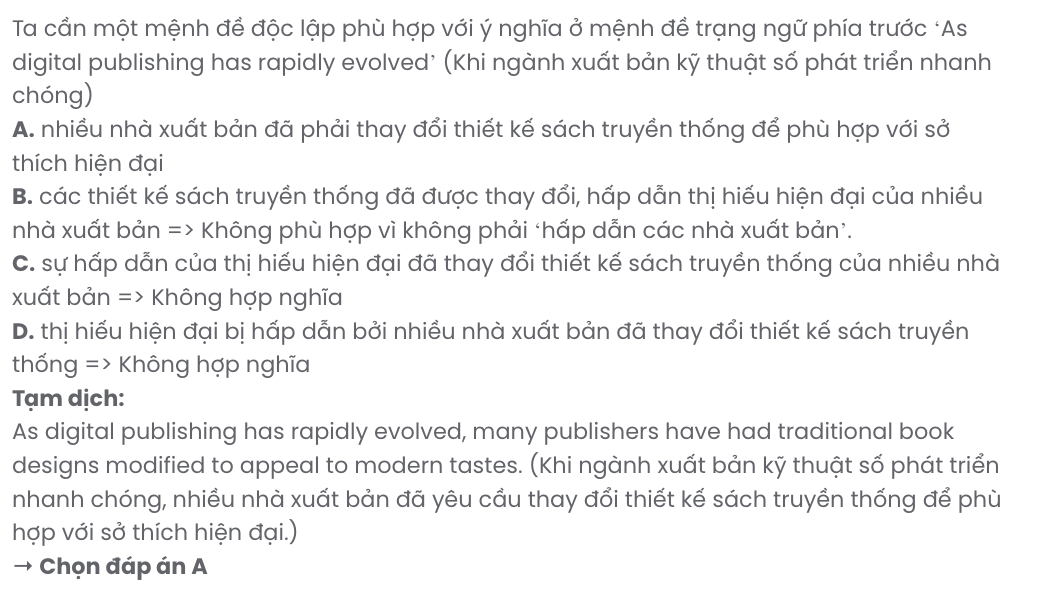 Ta cần một mệnh đề độc lập phù hợp với ý nghĩa ở mệnh đề trạng ngữ phía trước ‘As
digital publishing has rapidly evolved’ (Khi ngành xuất bản kỹ thuật số phát triển nhanh
chóng)
A. nhiều nhà xuất bản đã phải thay đổi thiết kế sách truyền thống để phù hợp với sở
thích hiện đại
B. các thiết kế sách truyền thống đã được thay đổi, hấp dẫn thị hiếu hiện đại của nhiều
nhà xuất bản => Không phù hợp vì không phải ‘hấp dẫn các nhà xuất bản’.
C. sự hấp dẫn của thị hiếu hiện đại đã thay đổi thiết kế sách truyền thống của nhiều nhà
xuất bản => Không hợp nghĩa
D. thị hiếu hiện đại bị hấp dẫn bởi nhiều nhà xuất bản đã thay đổi thiết kế sách truyền
thống => Không hợp nghĩa
Tạm dịch:
As digital publishing has rapidly evolved, many publishers have had traditional book
designs modified to appeal to modern tastes. (Khi ngành xuất bản kỹ thuật số phát triển
nhanh chóng, nhiều nhà xuất bản đã yêu cầu thay đổi thiết kế sách truyền thống để phù
hợp với sở thích hiện đại.)
→ Chọn đáp án A